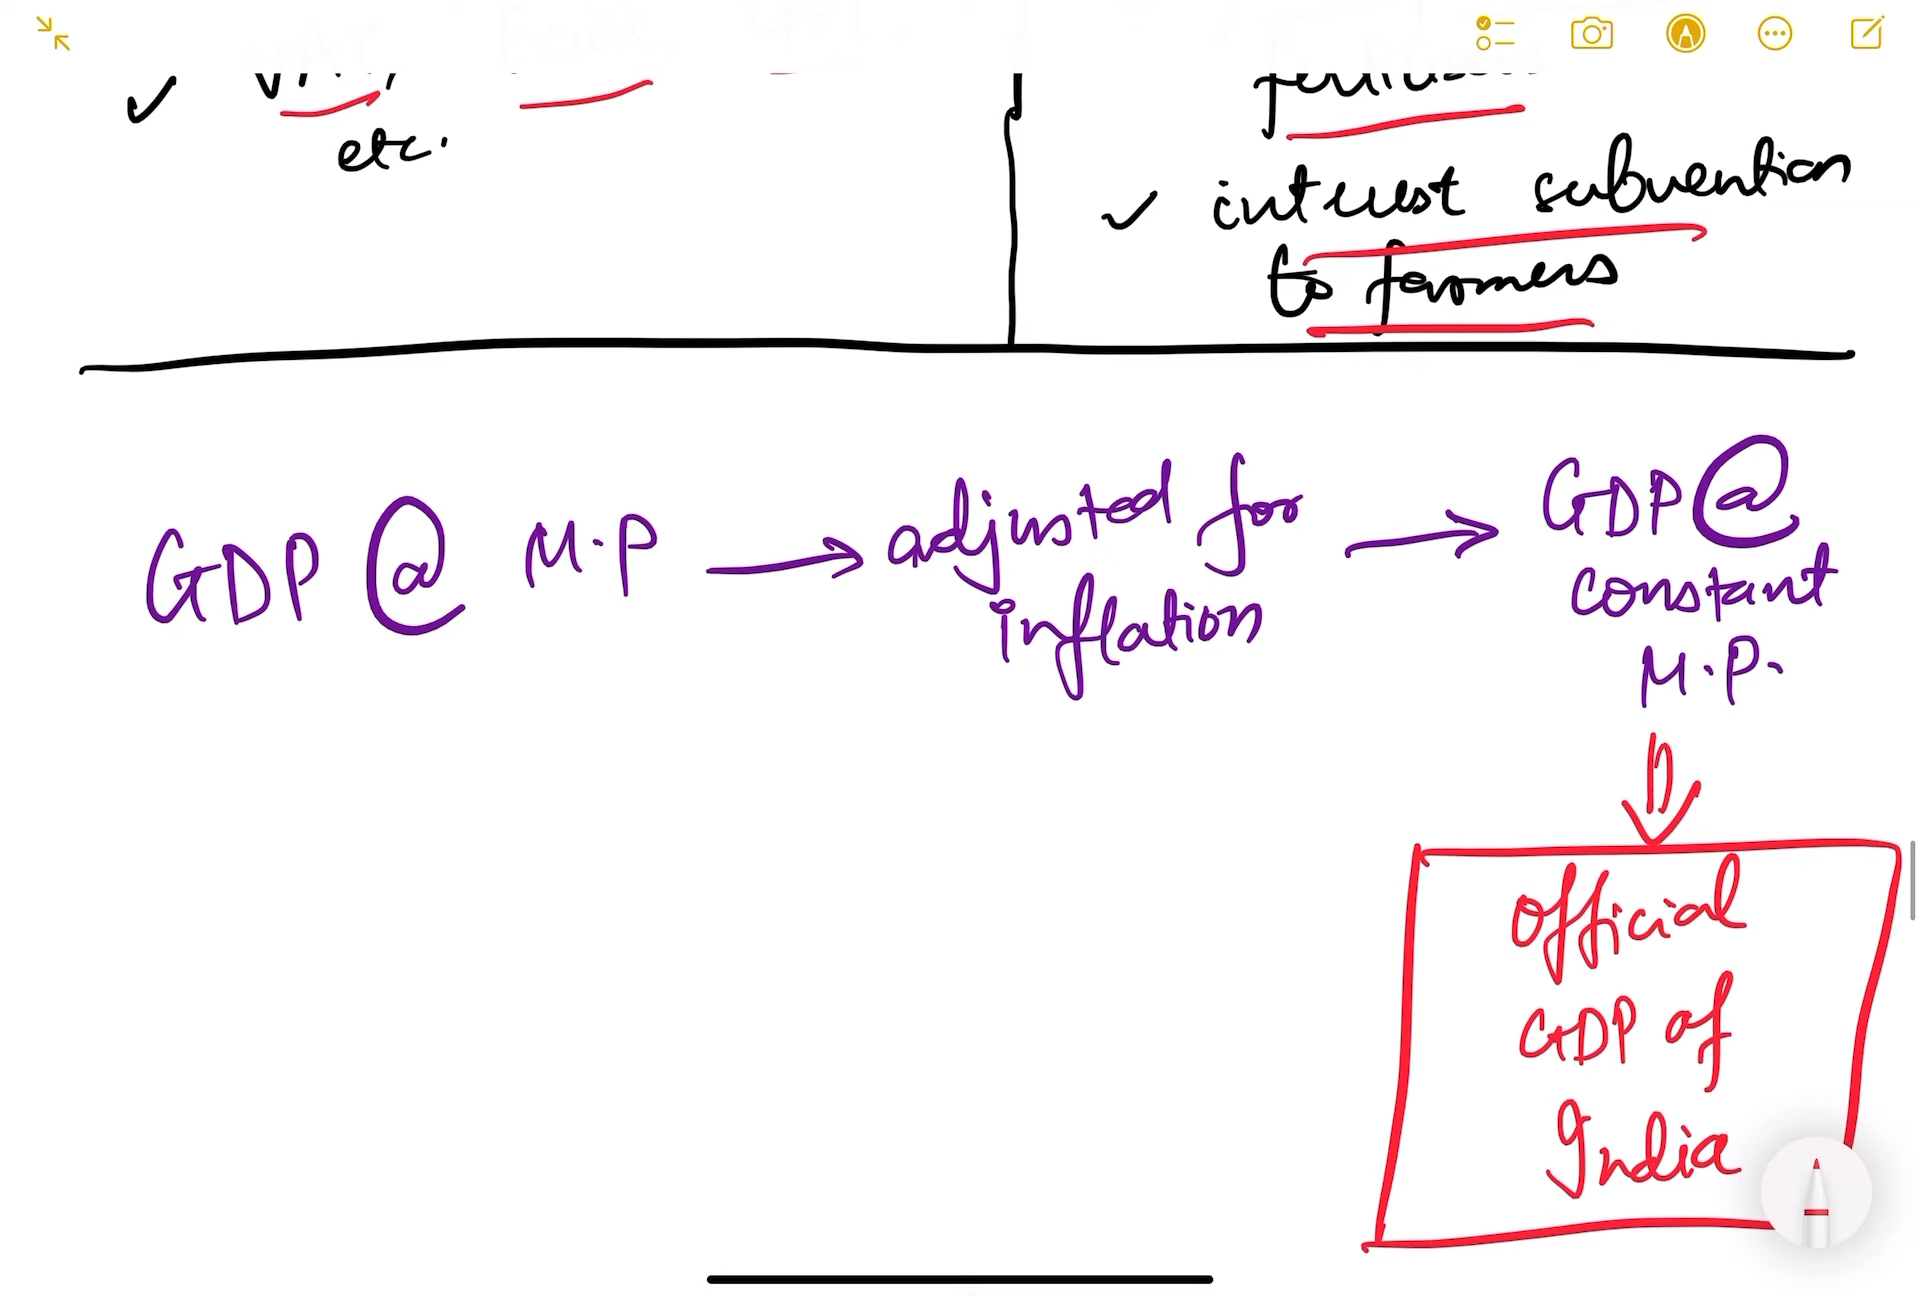 etc.
interest subvention
to farmers
GDP @ M.P → adjusted for inflation → GDP @ constant M.P.
Official
GDP of
India